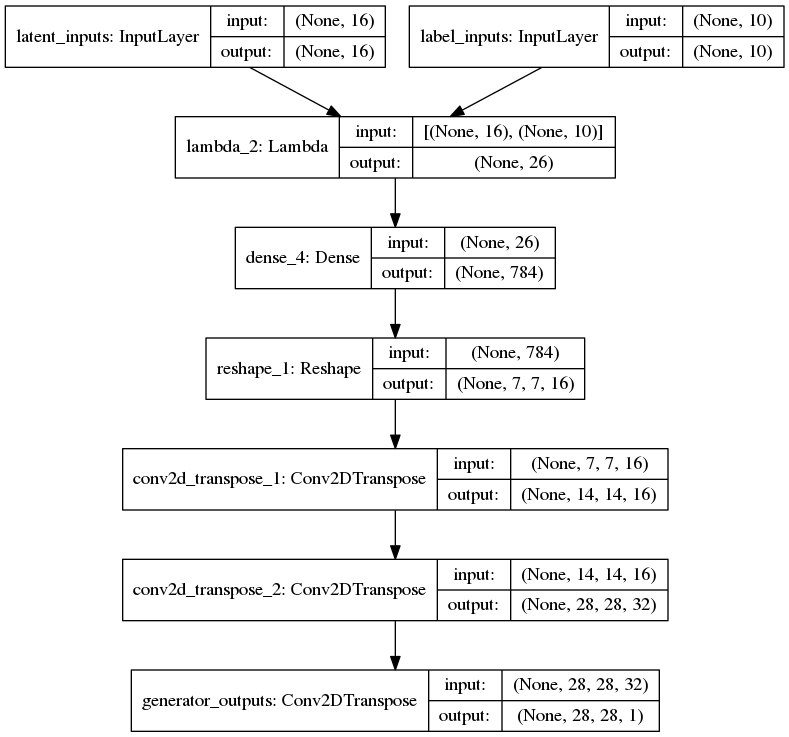 latent_inputs: InputLayer
input: (None, 16)
output: (None, 16)
label_inputs: InputLayer
input: (None, 10)
output: (None, 10)
lambda_2: Lambda
input: [(None, 16), (None, 10)]
output: (None, 26)
dense_4: Dense
input: (None, 26)
output: (None, 784)
reshape_1: Reshape
input: (None, 784)
output: (None, 7, 7, 16)
conv2d_transpose_1: Conv2DTranspose
input: (None, 7, 7, 16)
output: (None, 14, 14, 16)
conv2d_transpose_2: Conv2DTranspose
input: (None, 14, 14, 16)
output: (None, 28, 28, 32)
generator_outputs: Conv2DTranspose
input: (None, 28, 28, 32)
output: (None, 28, 28, 1)